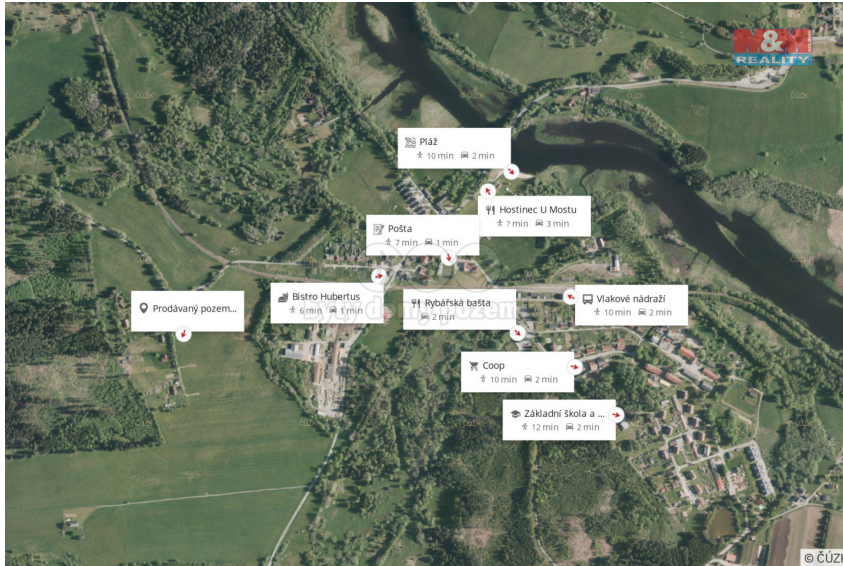 M&M
REALITY
Pláž
10 min 2 min
Hostinec U Mostu
? min 3 min
Pošta
7 min 1 min
Bistro Hubertus
6 min 1 min
Rybářská bašta
2 min
Vlakové nádraží
10 min 2 min
Prodávaný pozem...
Coop
10 min 2 min
Základní škola a ...
12 min 2 min
© ČÚZK